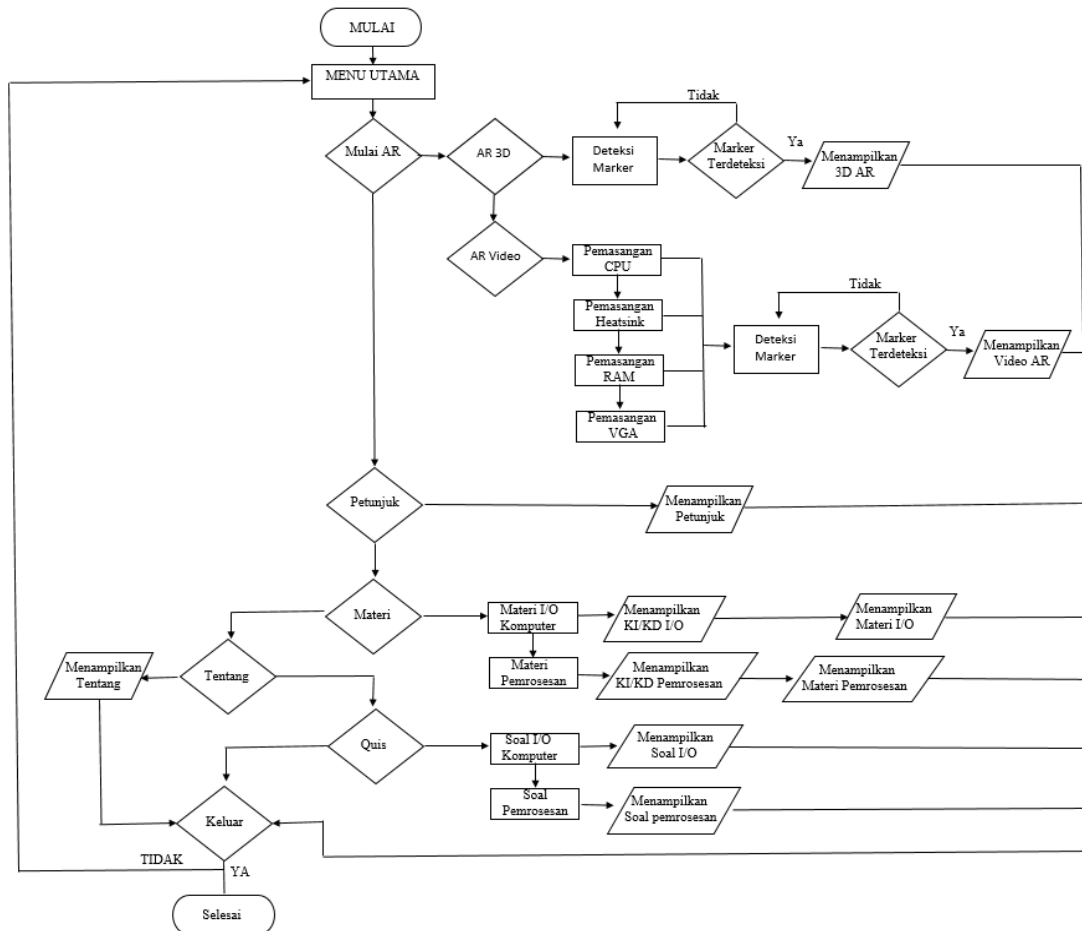 MULAI
MENU UTAMA
Mulai AR
AR 3D
Deteksi
Marker
Tidak
Marker
Terdeteksi
Ya
Menampilkan
3D AR
AR Video
Pemasangan
CPU
Pemasangan
Heatsink
Pemasangan
RAM
Pemasangan
VGA
Deteksi
Marker
Tidak
Marker
Terdeteksi
Ya
Menampilkan
Video AR
Petunjuk
Menampilkan
Petunjuk
Materi
Materi I/O
Komputer
Menampilkan
KI/KD I/O
Menampilkan
Materi I/O
Materi
Pemrosesan
Menampilkan
KI/KD Pemrosesan
Menampilkan
Materi Pemrosesan
Tentang
Menampilkan
Tentang
Quis
Soal I/O
Komputer
Menampilkan
Soal I/O
Soal
Pemrosesan
Menampilkan
Soal pemrosesan
Keluar
TIDAK
YA
Selesai